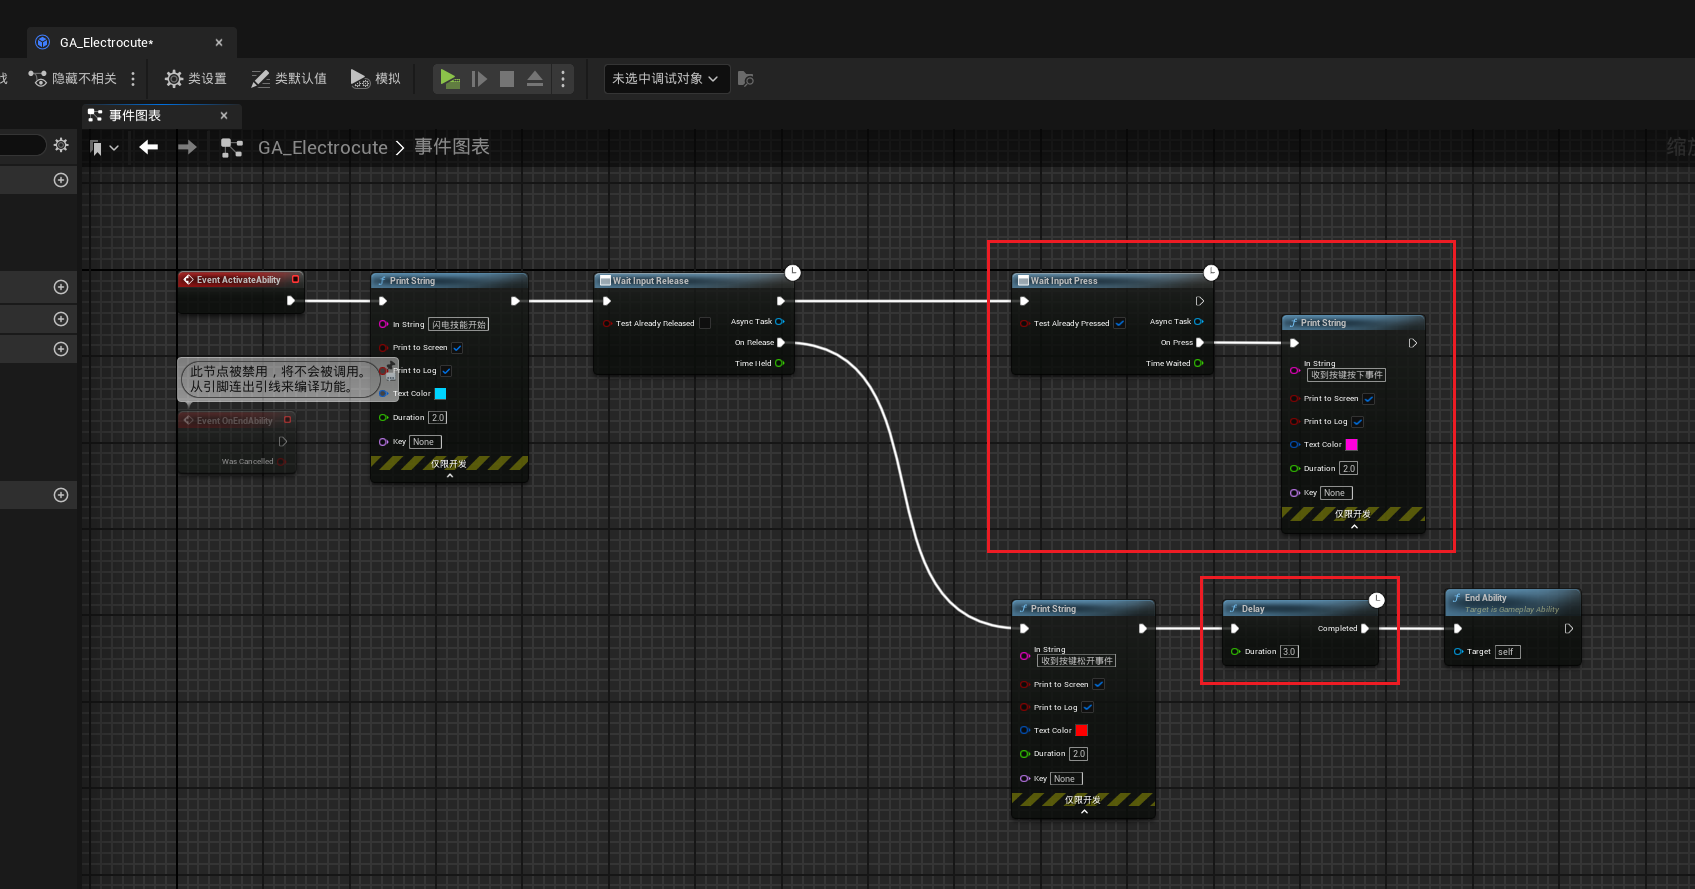 GA_Electrocute*
找
隐藏不相关
类设置
类默认值
模拟
未选中调试对象
事件图表
GA_Electrocute
事件图表
缩放
Event ActivateAbility
Print String
In String 闪电技能开始
Print to Screen
Print to Log
Text Color
Duration 2.0
Key None
仅限开发
此节点被禁用，将不会被调用。
从引脚连出引线来编译功能。
Event OnEndAbility
Was Cancelled
Wait Input Release
Test Already Released
Async Task
On Release
Time Held
Wait Input Press
Test Already Pressed
Async Task
On Press
Time Waited
Print String
In String
收到按键按下事件
Print to Screen
Print to Log
Text Color
Duration 2.0
Key None
仅限开发
Print String
In String
收到按键松开事件
Print to Screen
Print to Log
Text Color
Duration 2.0
Key None
仅限开发
Delay
Completed
Duration 3.0
End Ability
Target is Gameplay Ability
Target self